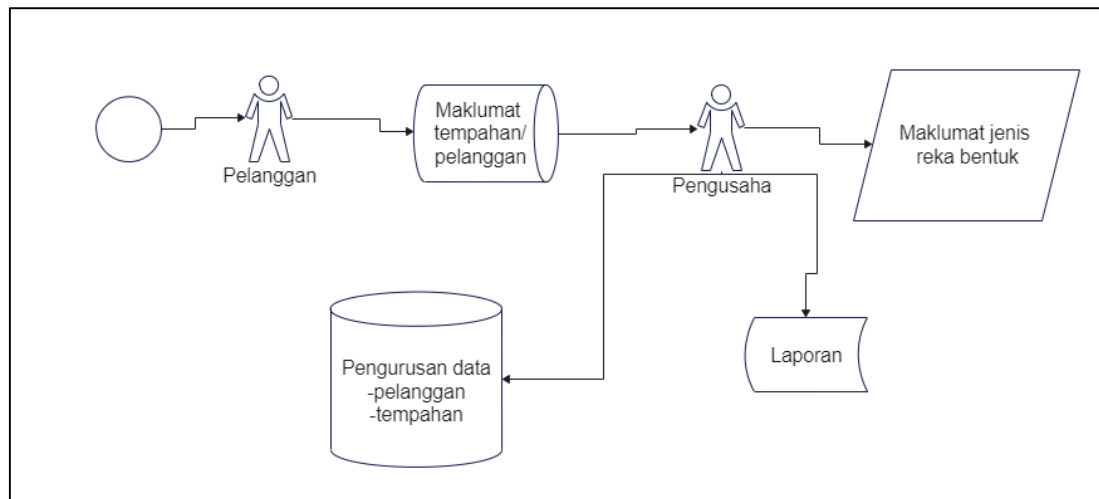 Pelanggan
Maklumat
tempahan/
pelanggan
Pengusaha
Maklumat jenis
reka bentuk
Pengurusan data
-pelanggan
-tempahan
Laporan